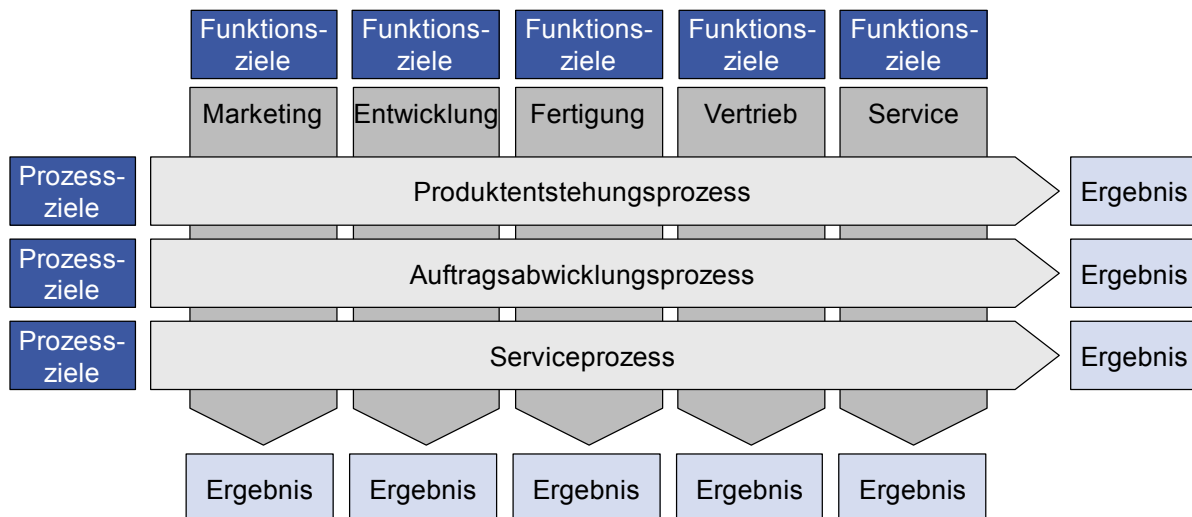 Funktions-
ziele
Funktions-
ziele
Funktions-
ziele
Funktions-
ziele
Funktions-
ziele
Marketing
Entwicklung
Fertigung
Vertrieb
Service
Prozess-
ziele
Produktentstehungsprozess
Ergebnis
Prozess-
ziele
Auftragsabwicklungsprozess
Ergebnis
Prozess-
ziele
Serviceprozess
Ergebnis
Ergebnis
Ergebnis
Ergebnis
Ergebnis
Ergebnis